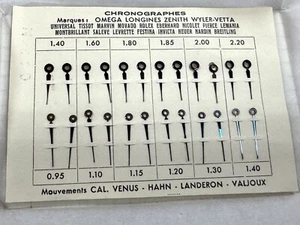 CHRONOGRAPHES
Marques: OMEGA LONGINES ZENITH WYLER-VETTA
UNIVERSAL TISSOT MARVIN MOVADO ROLEX EBERHARD NICOLET PIERCE LEMANIA
MONTBRILLANT SALEVE LEVRETTE FESTINA INVICTA HEUER NARDIN BREITLING
1.40 1.60 1.80 1.85 2.00 2.20
0.95 1.10 1.15 1.20 1.30 1.40
Mouvements CAL. VENUS - HAHN - LANDERON - VALJOUX